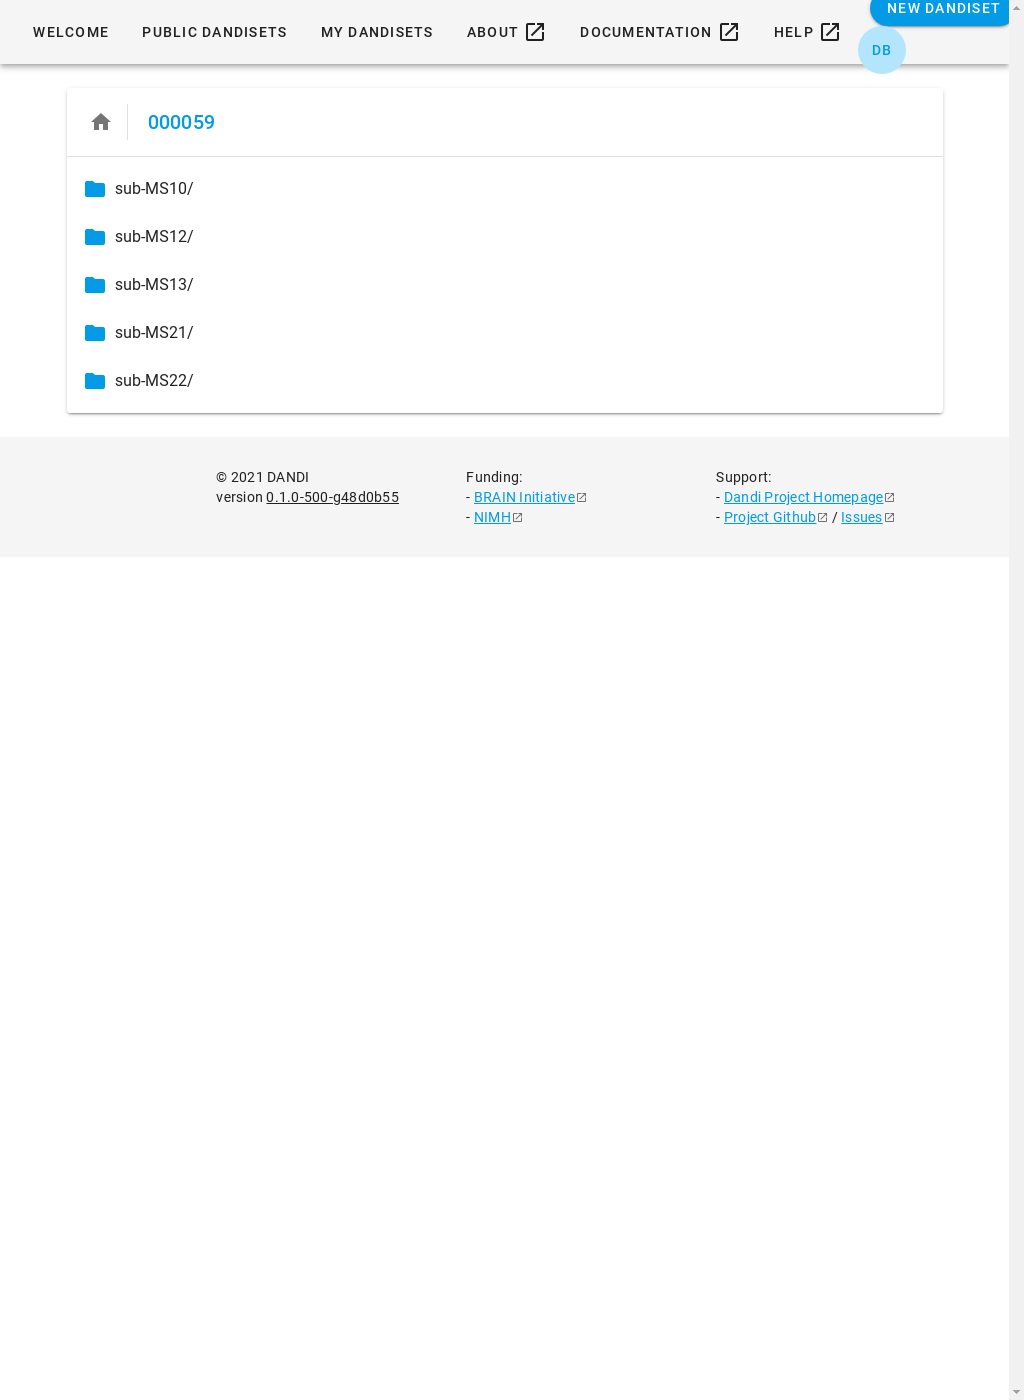 NEW DANDISET
WELCOME PUBLIC DANDISETS MY DANDISETS ABOUT DOCUMENTATION HELP
DB
000059
sub-MS10/
sub-MS12/
sub-MS13/
sub-MS21/
sub-MS22/
© 2021 DANDI
version 0.1.0-500-g48d0b55
Funding:
- BRAIN Initiative
- NIMH
Support:
- Dandi Project Homepage
- Project Github / Issues